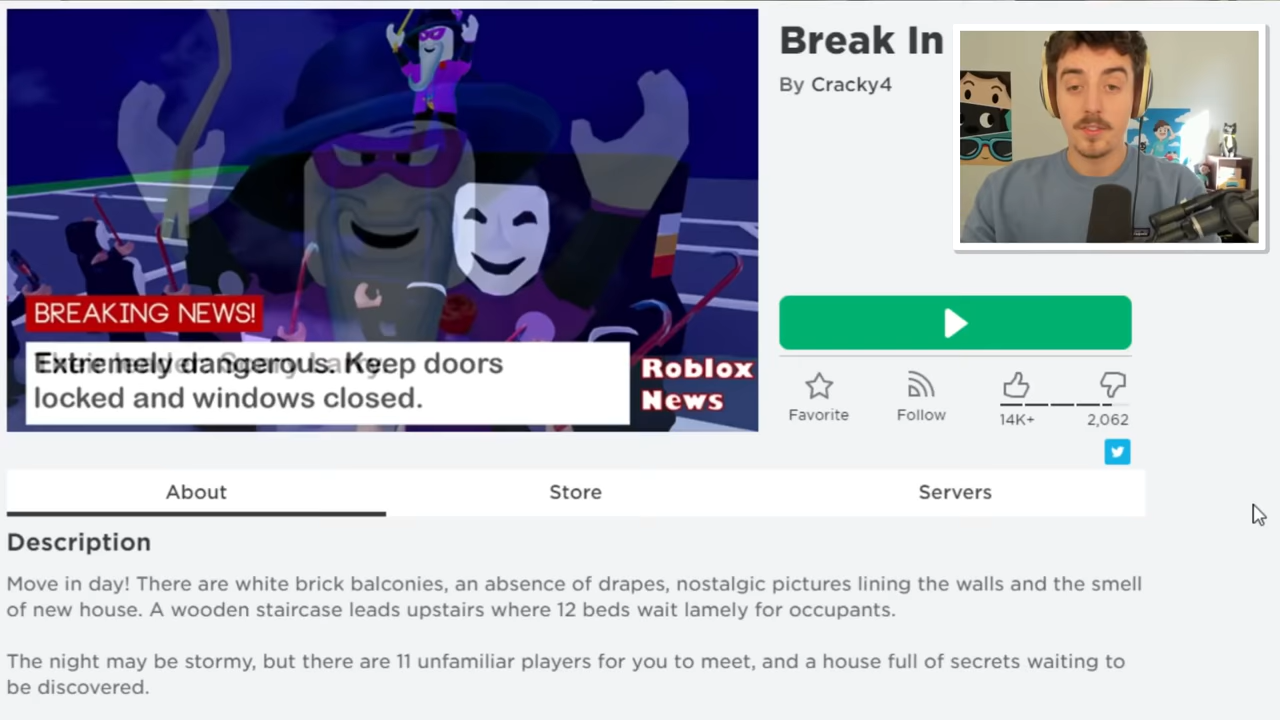 Break In
By Cracky4
BREAKING NEWS!
Extremely dangerous. Keep doors
locked and windows closed.
Roblox
News
Favorite
Follow
14K+
2,062
About
Store
Servers
Description
Move in day! There are white brick balconies, an absence of drapes, nostalgic pictures lining the walls and the smell
of new house. A wooden staircase leads upstairs where 12 beds wait lamely for occupants.
The night may be stormy, but there are 11 unfamiliar players for you to meet, and a house full of secrets waiting to
be discovered.